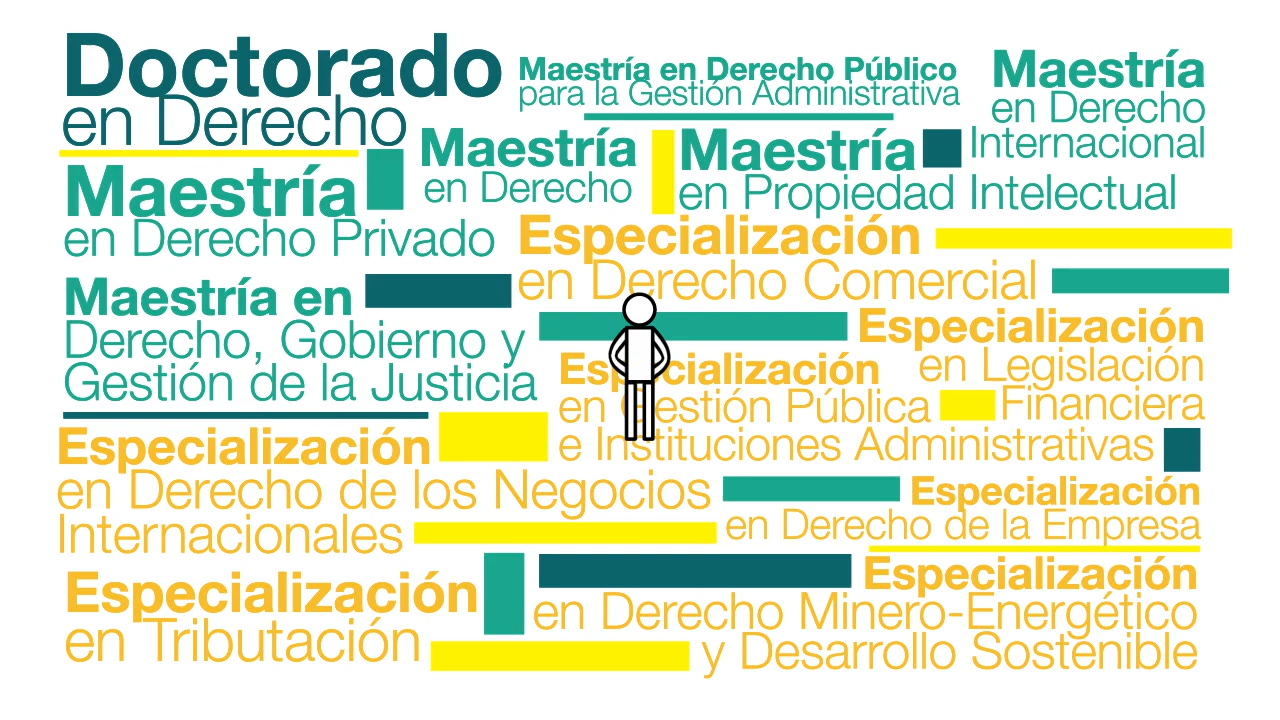 Doctorado
en Derecho
Maestría en Derecho Público
para la Gestión Administrativa
Maestría
en Derecho
Internacional
Maestría
en Derecho
Maestría
en Propiedad Intelectual
Maestría
en Derecho Privado
Especialización
en Derecho Comercial
Maestría en
Derecho, Gobierno y
Gestión de la Justicia
Especialización
en Legislación
Financiera
Especialización
en Gestión Pública
e Instituciones Administrativas
Especialización
en Derecho de los Negocios
Internacionales
Especialización
en Derecho de la Empresa
Especialización
en Tributación
Especialización
en Derecho Minero-Energético
y Desarrollo Sostenible